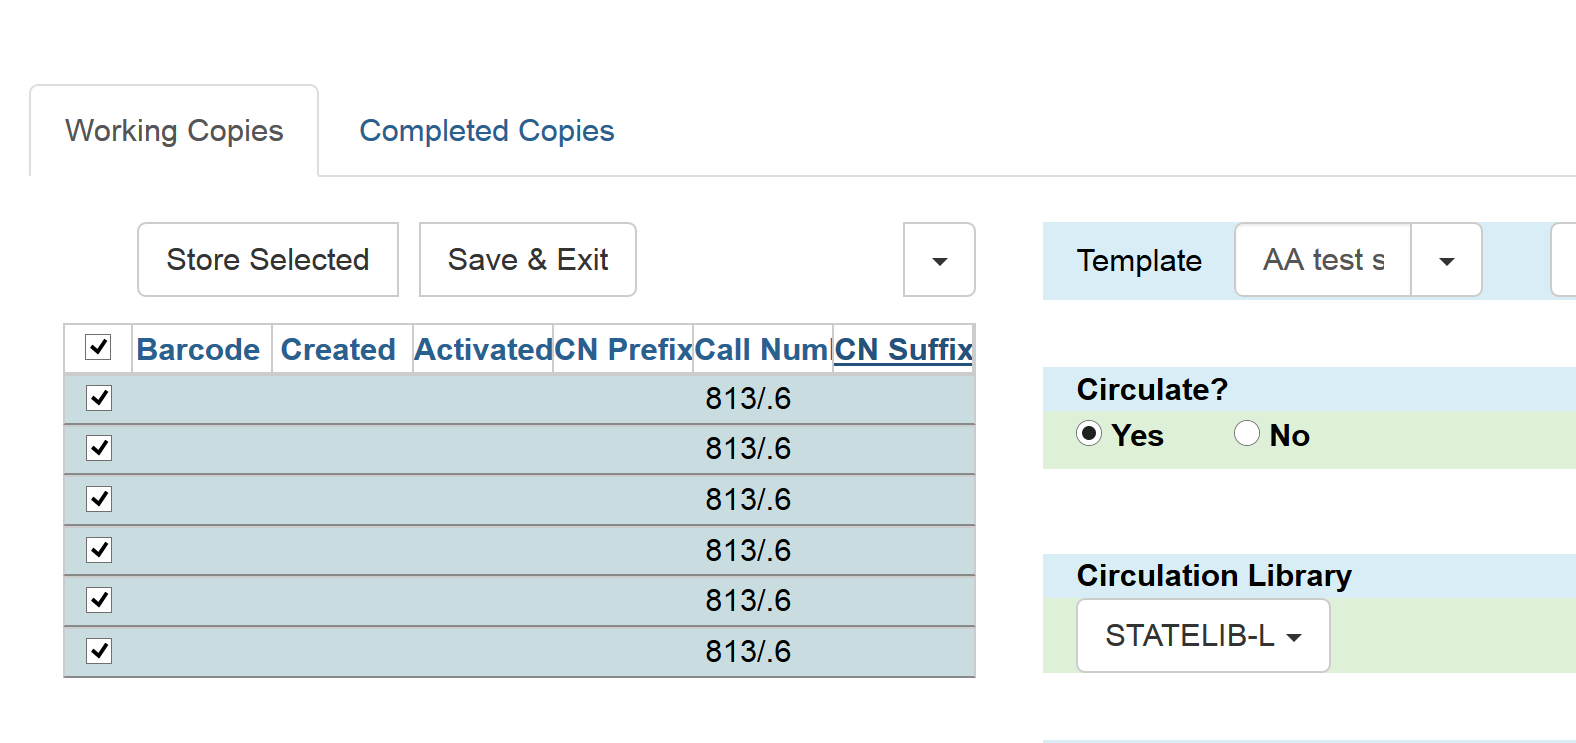 Working Copies Completed Copies
Store Selected Save & Exit
Template AA test s
Barcode Created Activated CN Prefix Call Num CN Suffix
813/.6
813/.6
813/.6
813/.6
813/.6
813/.6
Circulate?
Yes No
Circulation Library
STATELIB-L